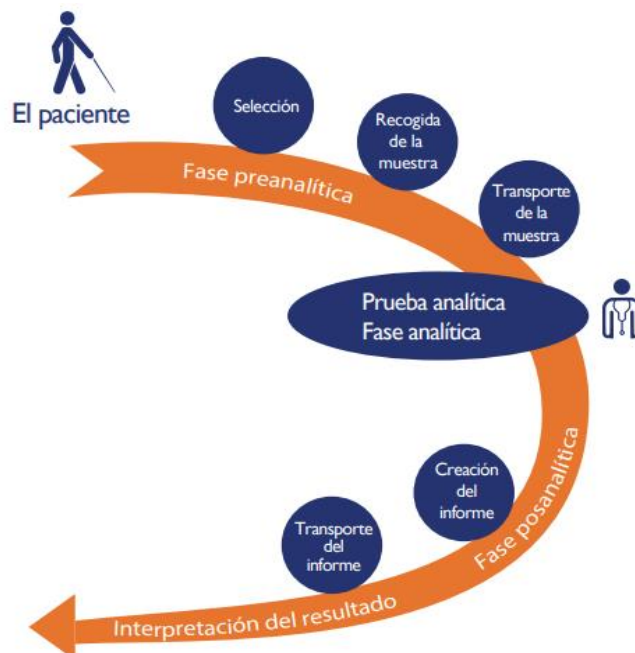 El paciente
Selección
Recogida
de la
muestra
Fase preanalítica
Transporte
de la
muestra
Prueba analítica
Fase analítica
Creación
del
informe
Fase posanalítica
Transporte
del
informe
Interpretación del resultado